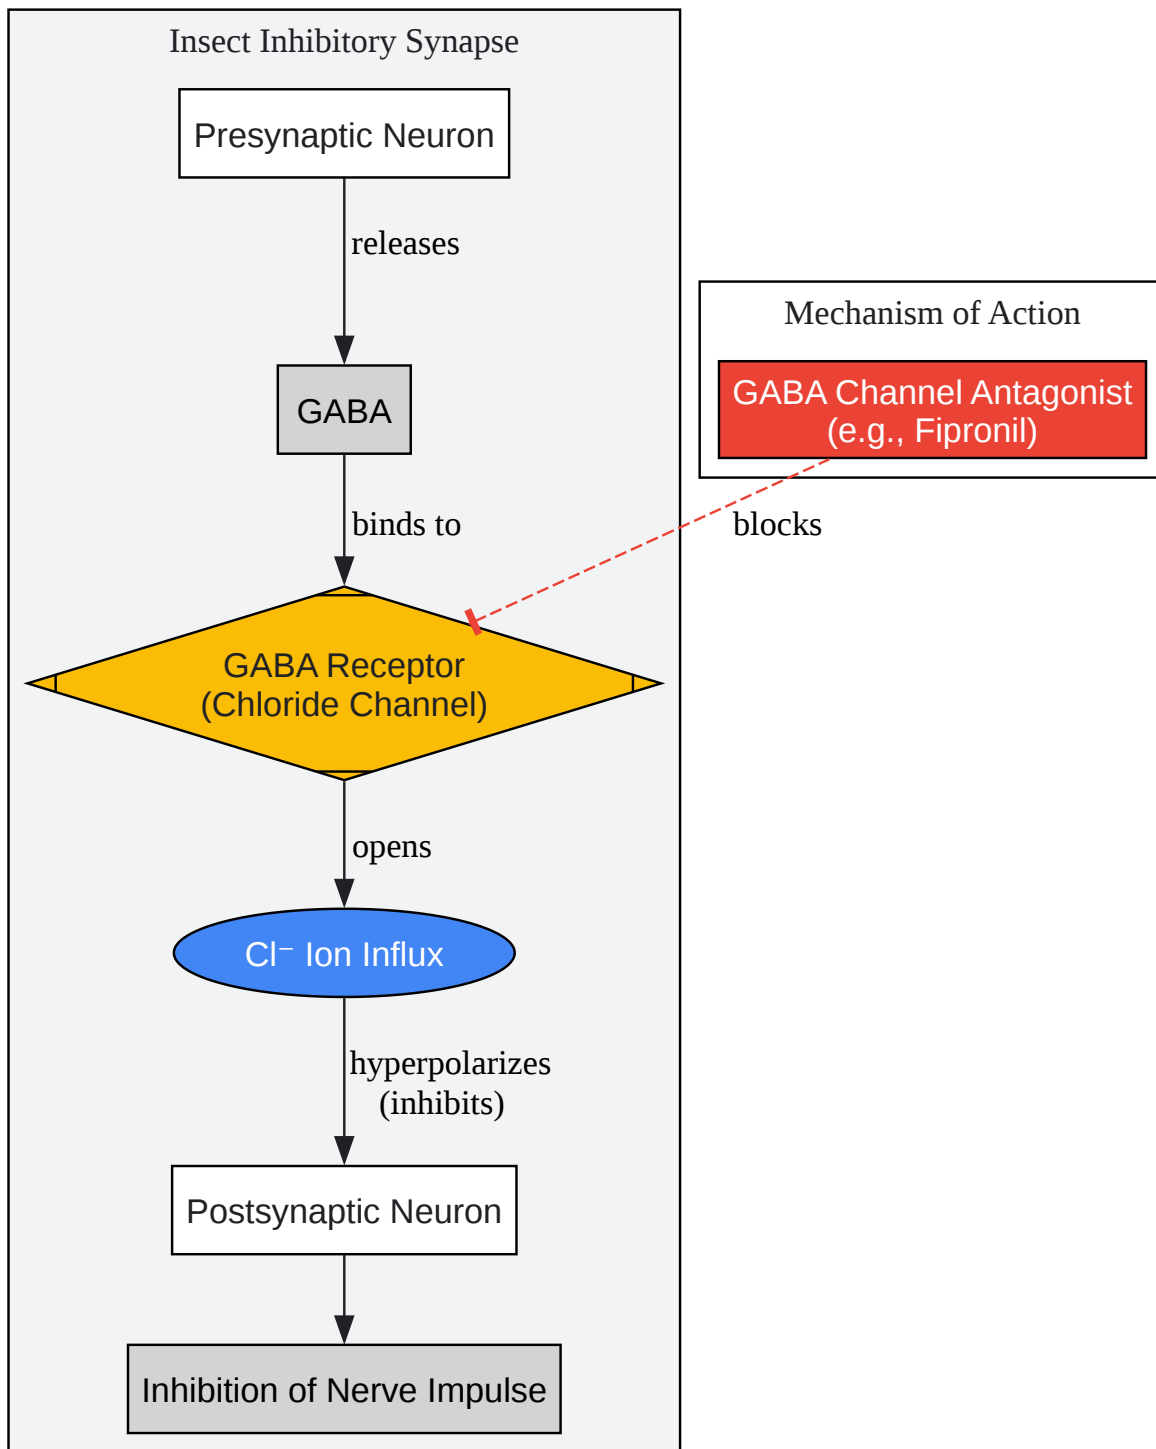 Insect Inhibitory Synapse
Presynaptic Neuron
releases
Mechanism of Action
GABA Channel Antagonist
(e.g., Fipronil)
GABA
binds to
blocks
GABA Receptor
(Chloride Channel)
opens
Cl⁻ Ion Influx
hyperpolarizes
(inhibits)
Postsynaptic Neuron
Inhibition of Nerve Impulse